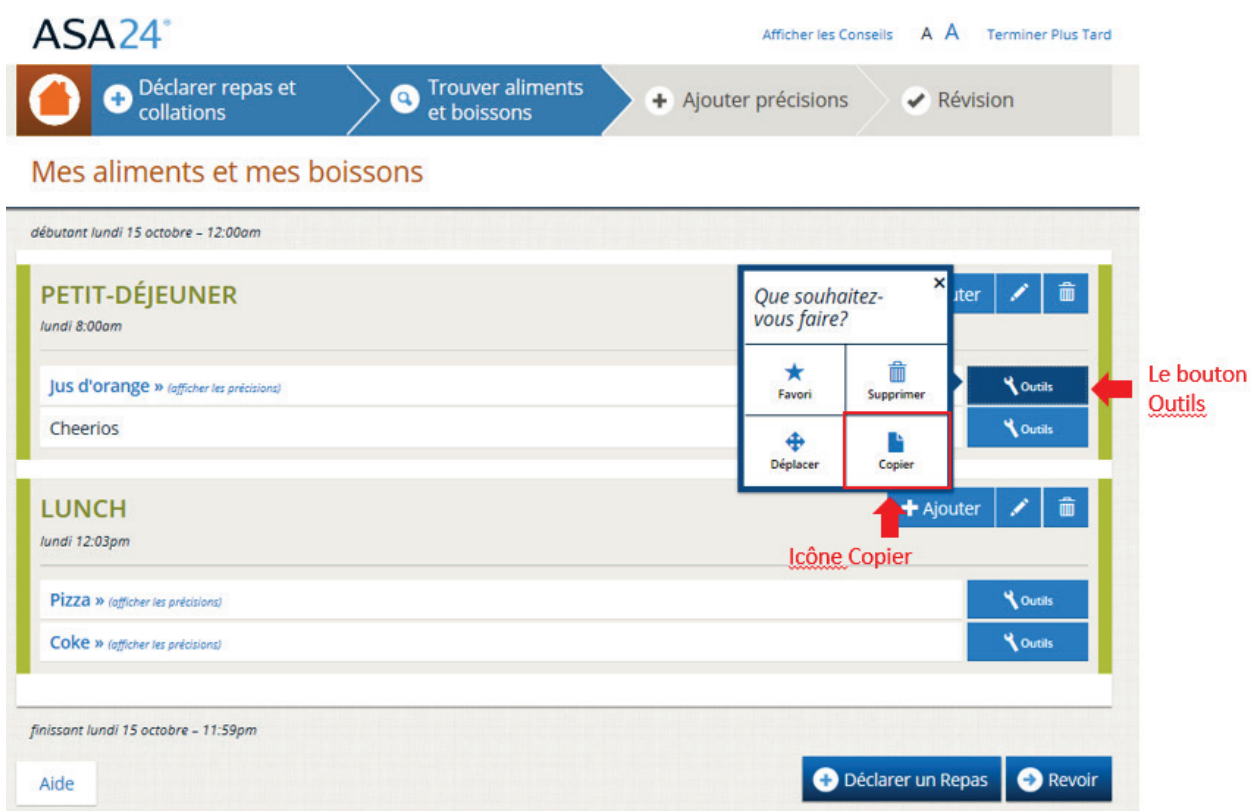 ASA24®
Afficher les Conseils A A Terminer Plus Tard
Déclarer repas et
collations
Trouver aliments
et boissons
Ajouter précisions
Révision
Mes aliments et mes boissons
débutant lundi 15 octobre – 12:00am
PETIT-DÉJEUNER
lundi 8:00am
Que souhaitez-
vous faire?
Favori
Supprimer
Déplacer
Copier
Jus d'orange » (afficher les précisions)
Outils
Le bouton
Outils
Cheerios
Outils
LUNCH
Ajouter
lundi 12:03pm
Icône Copier
Pizza » (afficher les précisions)
Outils
Coke » (afficher les précisions)
Outils
finissant lundi 15 octobre – 11:59pm
Aide
Déclarer un Repas
Revoir